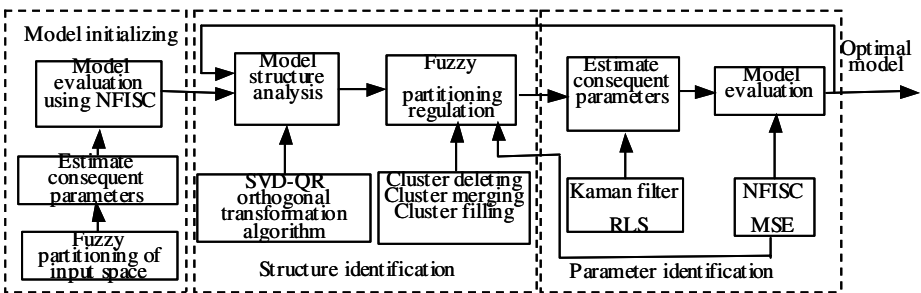 Model initializing
Model
evaluation
using NFISC
Estimate
consequent
parameters
Fuzzy
partitioning of
input space
Model
structure
analysis
Fuzzy
partitioning
regulation
SVD-QR
orthogonal
transformation
algorithm
Cluster deleting
Cluster merging
Cluster filling
Structure identification
Estimate
consequent
parameters
Model
evaluation
Kaman filter
RLS
NFISC
MSE
Parameter identification
Optimal
model